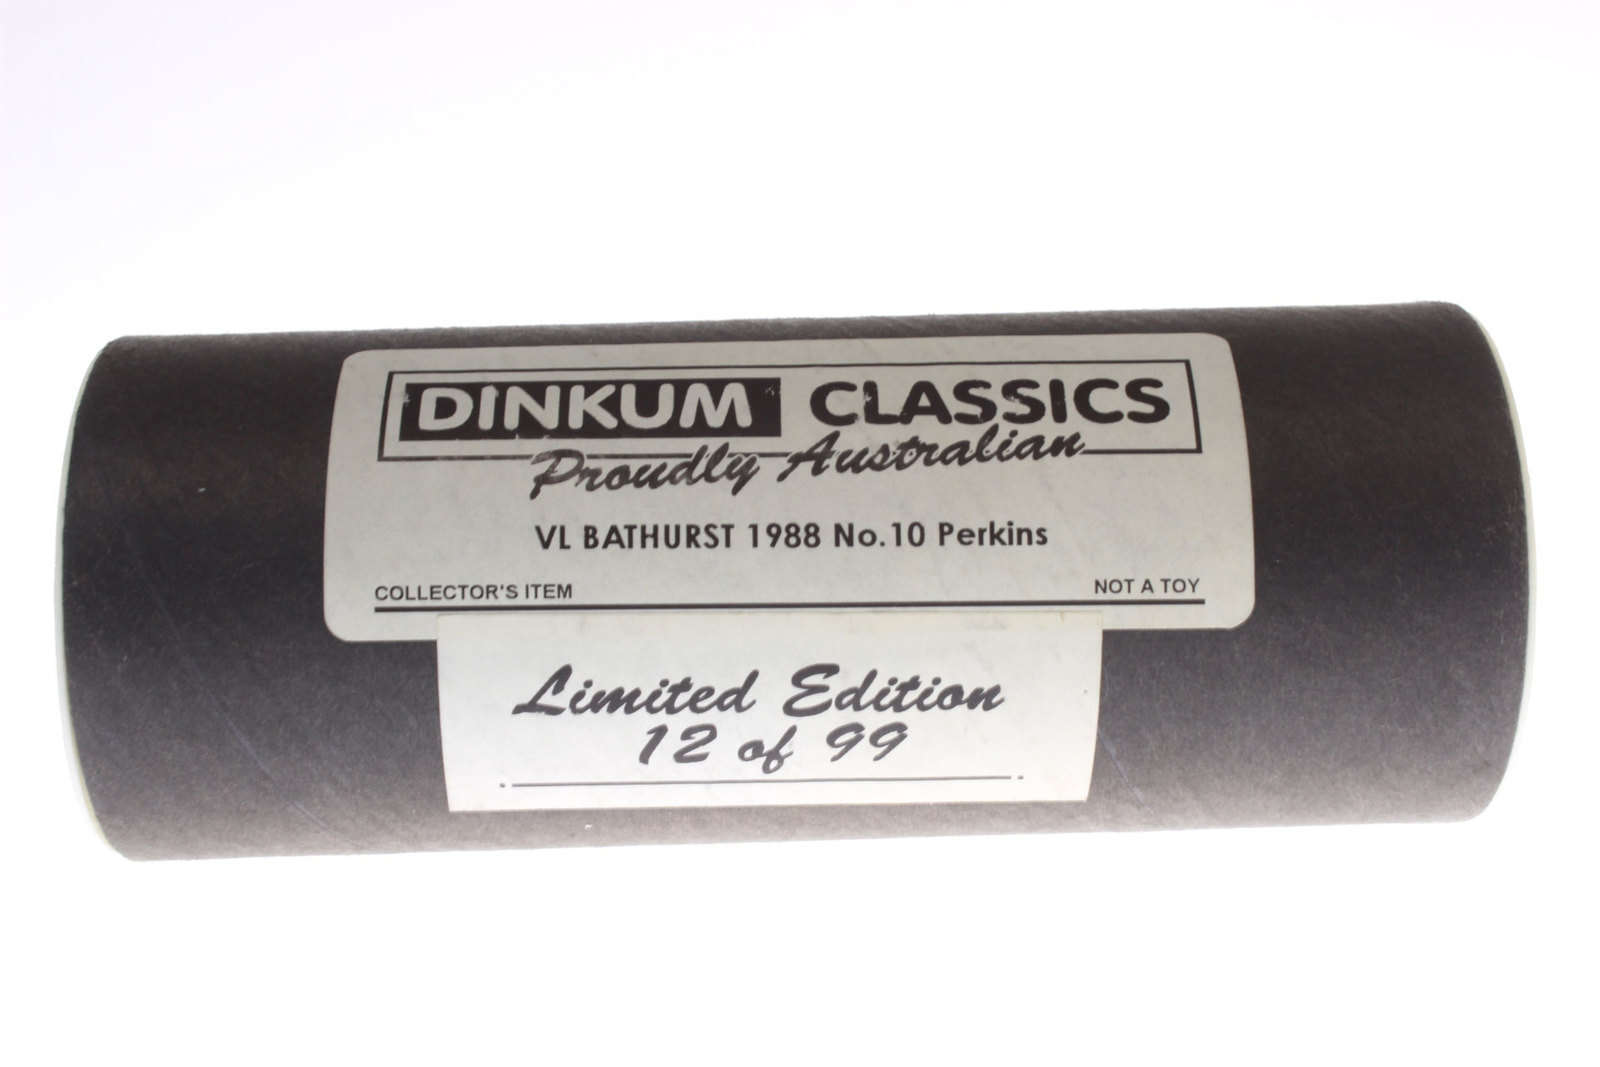 DINKUM CLASSICS
Proudly Australian
VL BATHURST 1988 No.10 Perkins
COLLECTOR'S ITEM NOT A TOY
Limited Edition
12 of 99